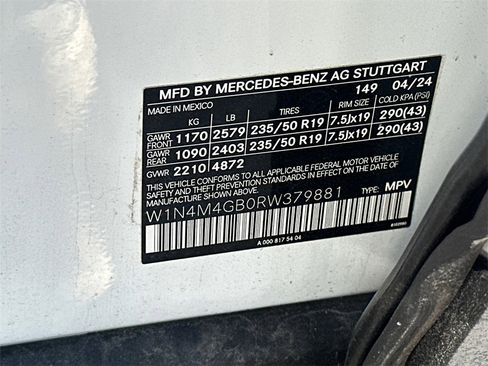 MFD BY MERCEDES-BENZ AG STUTTGART
MADE IN MEXICO 149 04/24
KG LB TIRES RIM SIZE COLD KPA (PSI)
GAWR FRONT 1170 2579 235/50 R19 7.5Jx19 290(43)
GAWR REAR 1090 2403 235/50 R19 7.5Jx19 290(43)
GVWR 2210 4872
THIS VEHICLE CONFORMS TO ALL APPLICABLE FEDERAL MOTOR VEHICLE
SAFETY AND THEFT PREVENTION STANDARDS IN EFFECT
ON THE DATE OF MANUFACTURE SHOWN ABOVE.
W1N4M4GB0RW379881 TYPE: MPV
A 000 817 54 04